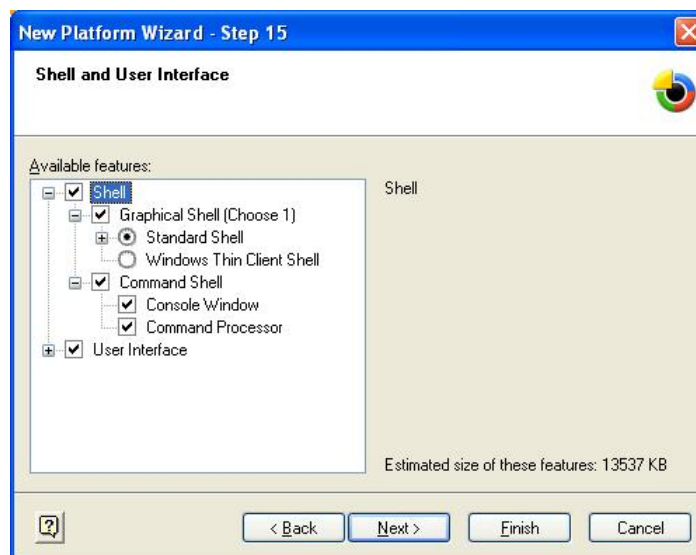 New Platform Wizard - Step 15
Shell and User Interface
Available features:
Shell
Shell
Graphical Shell (Choose 1)
Standard Shell
Windows Thin Client Shell
Command Shell
Console Window
Command Processor
User Interface
Estimated size of these features: 13537 KB
< Back
Next >
Finish
Cancel